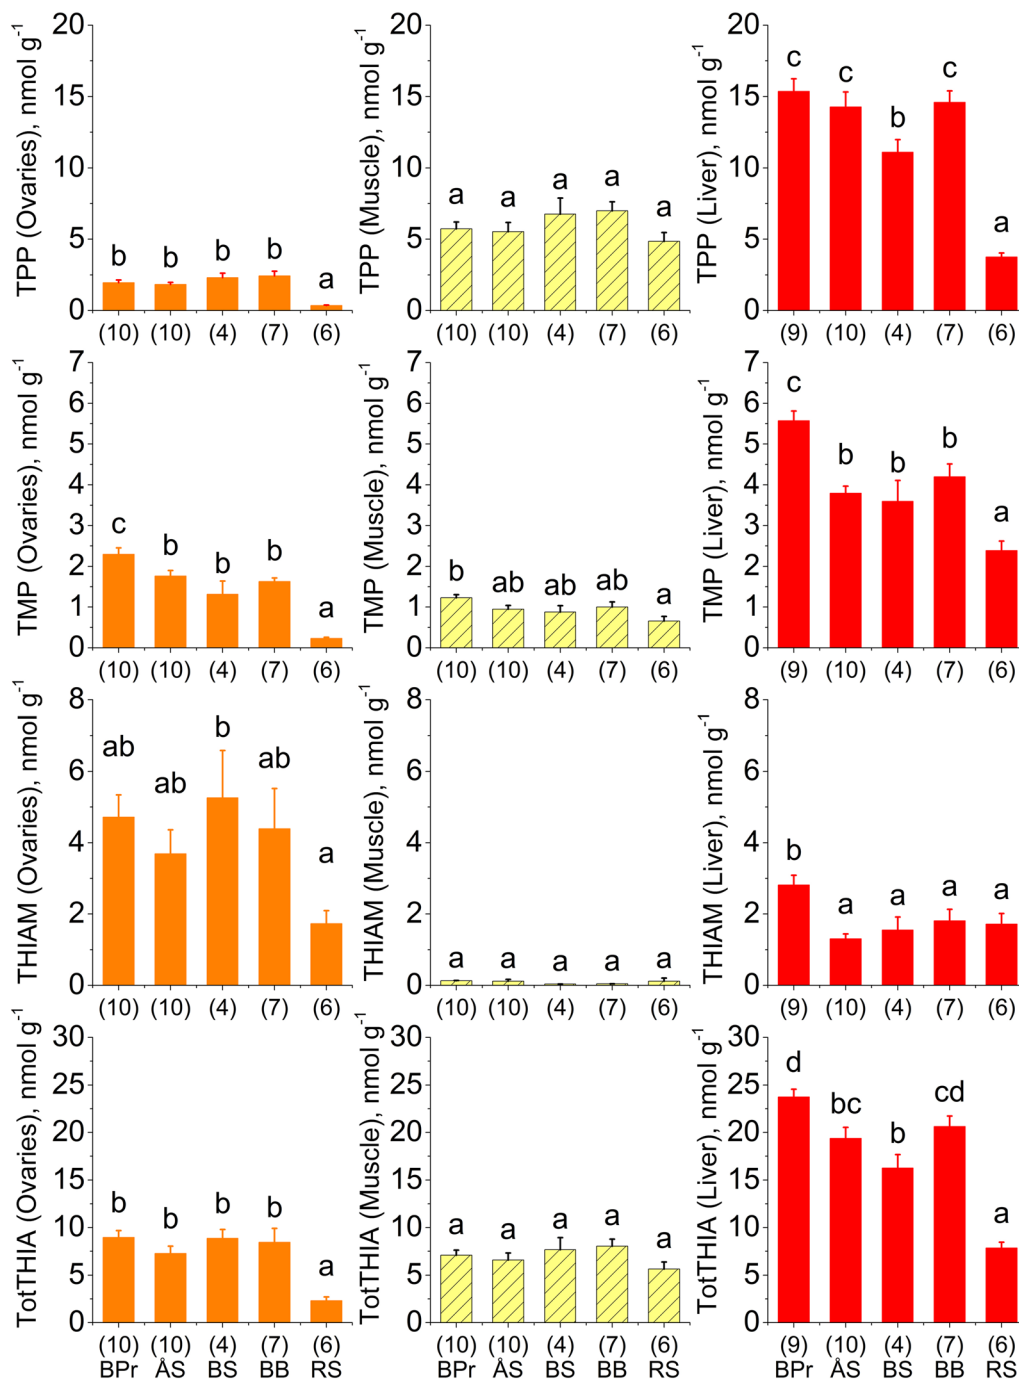 TPP (Ovaries), nmol g-1
20
15
10
5
0
b
b
b
b
a
(10) (10) (4) (7) (6)
TPP (Muscle), nmol g-1
20
15
10
5
0
a
a
a
a
a
(10) (10) (4) (7) (6)
TPP (Liver), nmol g-1
20
15
10
5
0
c
c
b
c
a
(9) (10) (4) (7) (6)
TMP (Ovaries), nmol g-1
7
6
5
4
3
2
1
0
c
b
b
b
a
(10) (10) (4) (7) (6)
TMP (Muscle), nmol g-1
7
6
5
4
3
2
1
0
b
ab
ab
ab
a
(10) (10) (4) (7) (6)
TMP (Liver), nmol g-1
7
6
5
4
3
2
1
0
c
b
b
b
a
(9) (10) (4) (7) (6)
THIAM (Ovaries), nmol g-1
8
6
4
2
0
ab
ab
b
ab
a
(10) (10) (4) (7) (6)
THIAM (Muscle), nmol g-1
8
6
4
2
0
a
a
a
a
a
(10) (10) (4) (7) (6)
THIAM (Liver), nmol g-1
8
6
4
2
0
b
a
a
a
a
(9) (10) (4) (7) (6)
TotTHIA (Ovaries), nmol g-1
30
25
20
15
10
5
0
b
b
b
b
a
(10) (10) (4) (7) (6)
BPr ÅS BS BB RS
TotTHIA (Muscle), nmol g-1
30
25
20
15
10
5
0
a
a
a
a
a
(10) (10) (4) (7) (6)
BPr ÅS BS BB RS
TotTHIA (Liver), nmol g-1
30
25
20
15
10
5
0
d
bc
b
cd
a
(9) (10) (4) (7) (6)
BPr ÅS BS BB RS